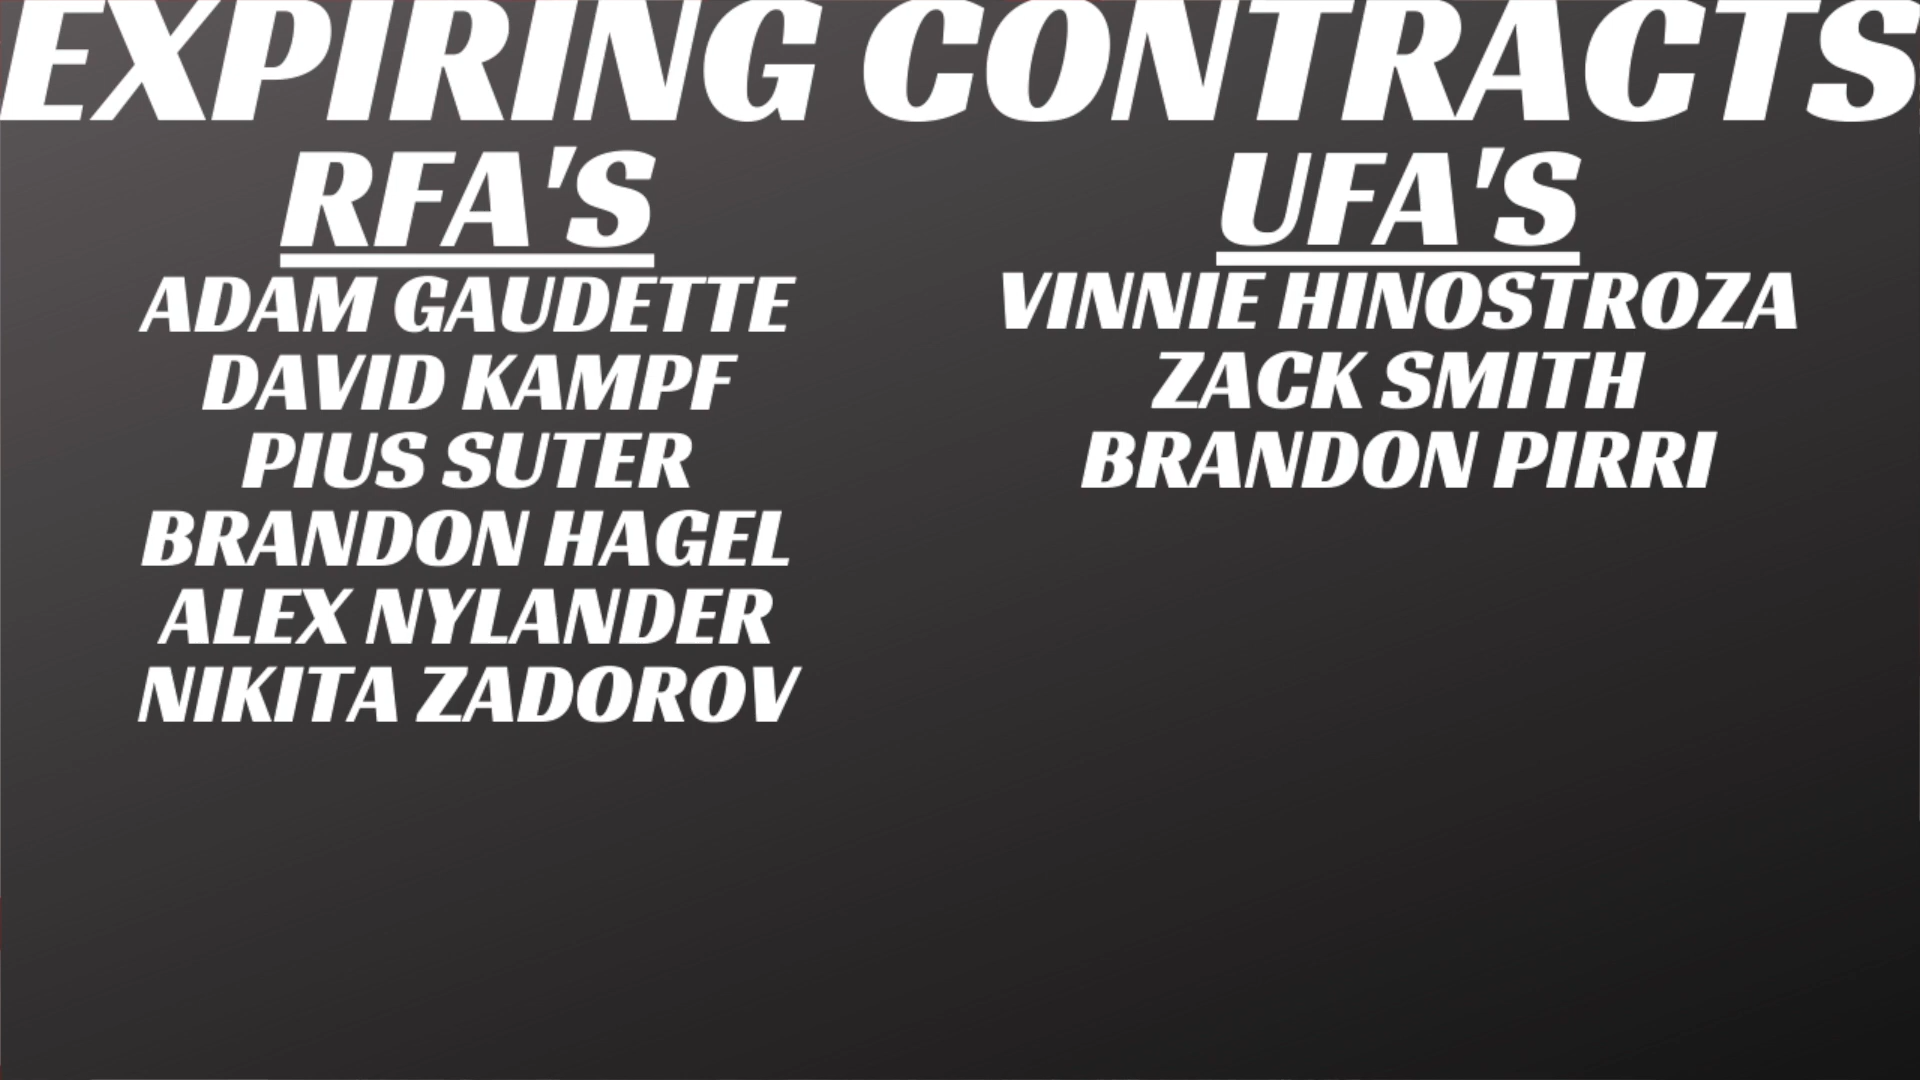 EXPIRING CONTRACTS
RFA'S
ADAM GAUDETTE
DAVID KAMPF
PIUS SUTER
BRANDON HAGEL
ALEX NYLANDER
NIKITA ZADOROV
UFA'S
VINNIE HINOSTROZA
ZACK SMITH
BRANDON PIRRI